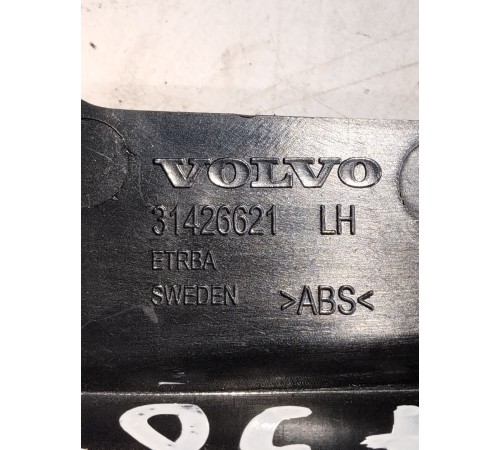 VOLVO
31426621 LH
ETRBA
SWEDEN >ABS<